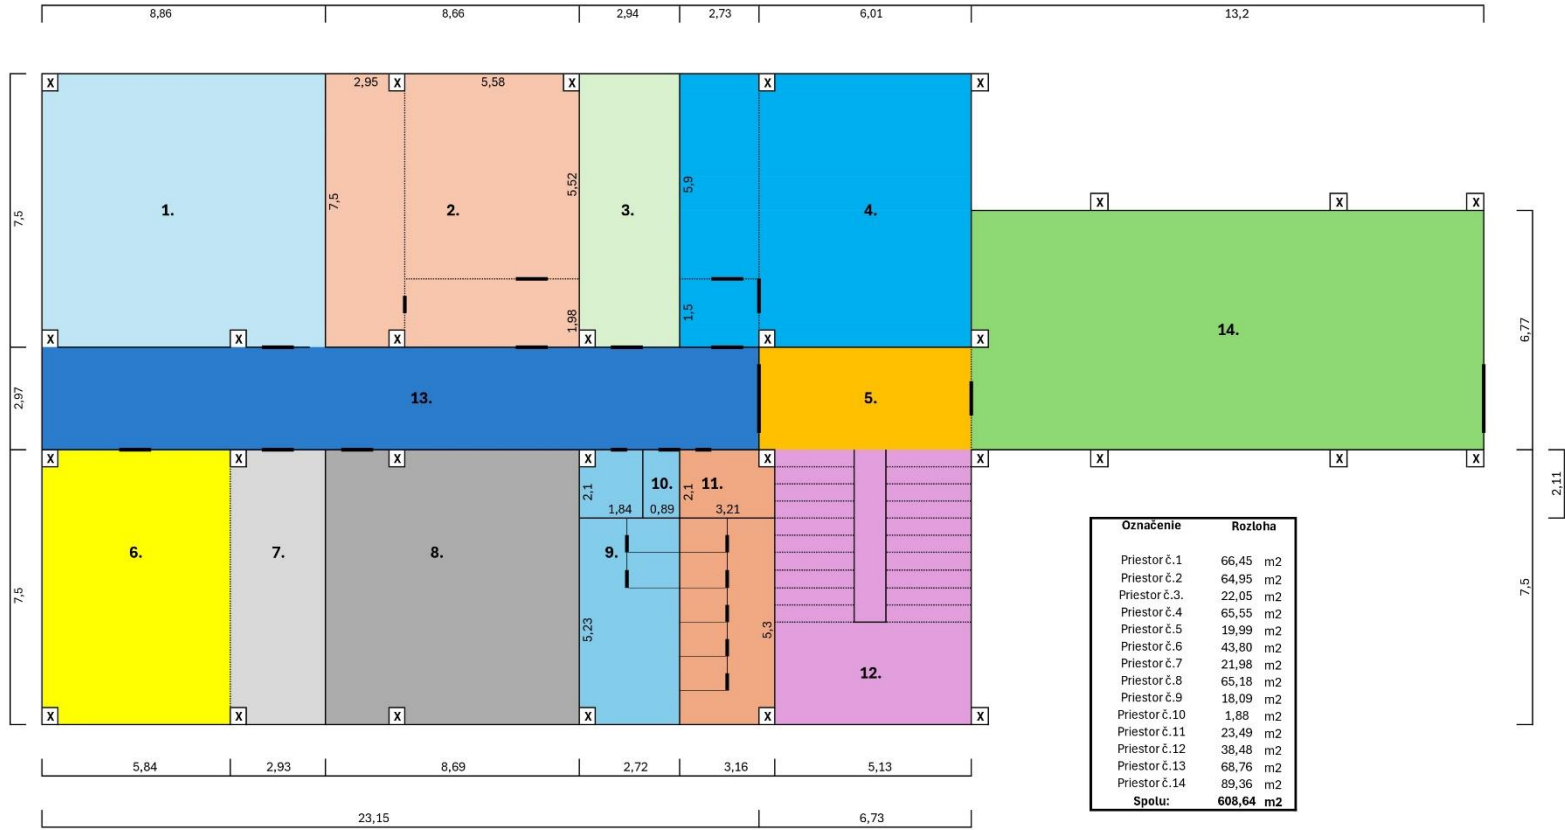 8,86 8,66 2,94 2,73 6,01 13,2
X 2,95 X 5,58 X X X
7,5 1. 7,5 2. 5,52 3. 5,9 4.
X X X
1,98 1,5
X X X X X X
14. 6,77
2,97 13. 5.
X X X X X X X X X
2,1 10. 2,1 11. 2,11
1,84 0,89 3,21
7,5 6. 7. 8. 9. 7,5
5,23 5,3
12.
X X X X X X
Označenie Rozloha
Priestor č.1 66,45 m2
Priestor č.2 64,95 m2
Priestor č.3. 22,05 m2
Priestor č.4 65,55 m2
Priestor č.5 19,99 m2
Priestor č.6 43,80 m2
Priestor č.7 21,98 m2
Priestor č.8 65,18 m2
Priestor č.9 18,09 m2
Priestor č.10 1,88 m2
Priestor č.11 23,49 m2
Priestor č.12 38,48 m2
Priestor č.13 68,76 m2
Priestor č.14 89,36 m2
Spolu: 608,64 m2
5,84 2,93 8,69 2,72 3,16 5,13
23,15 6,73